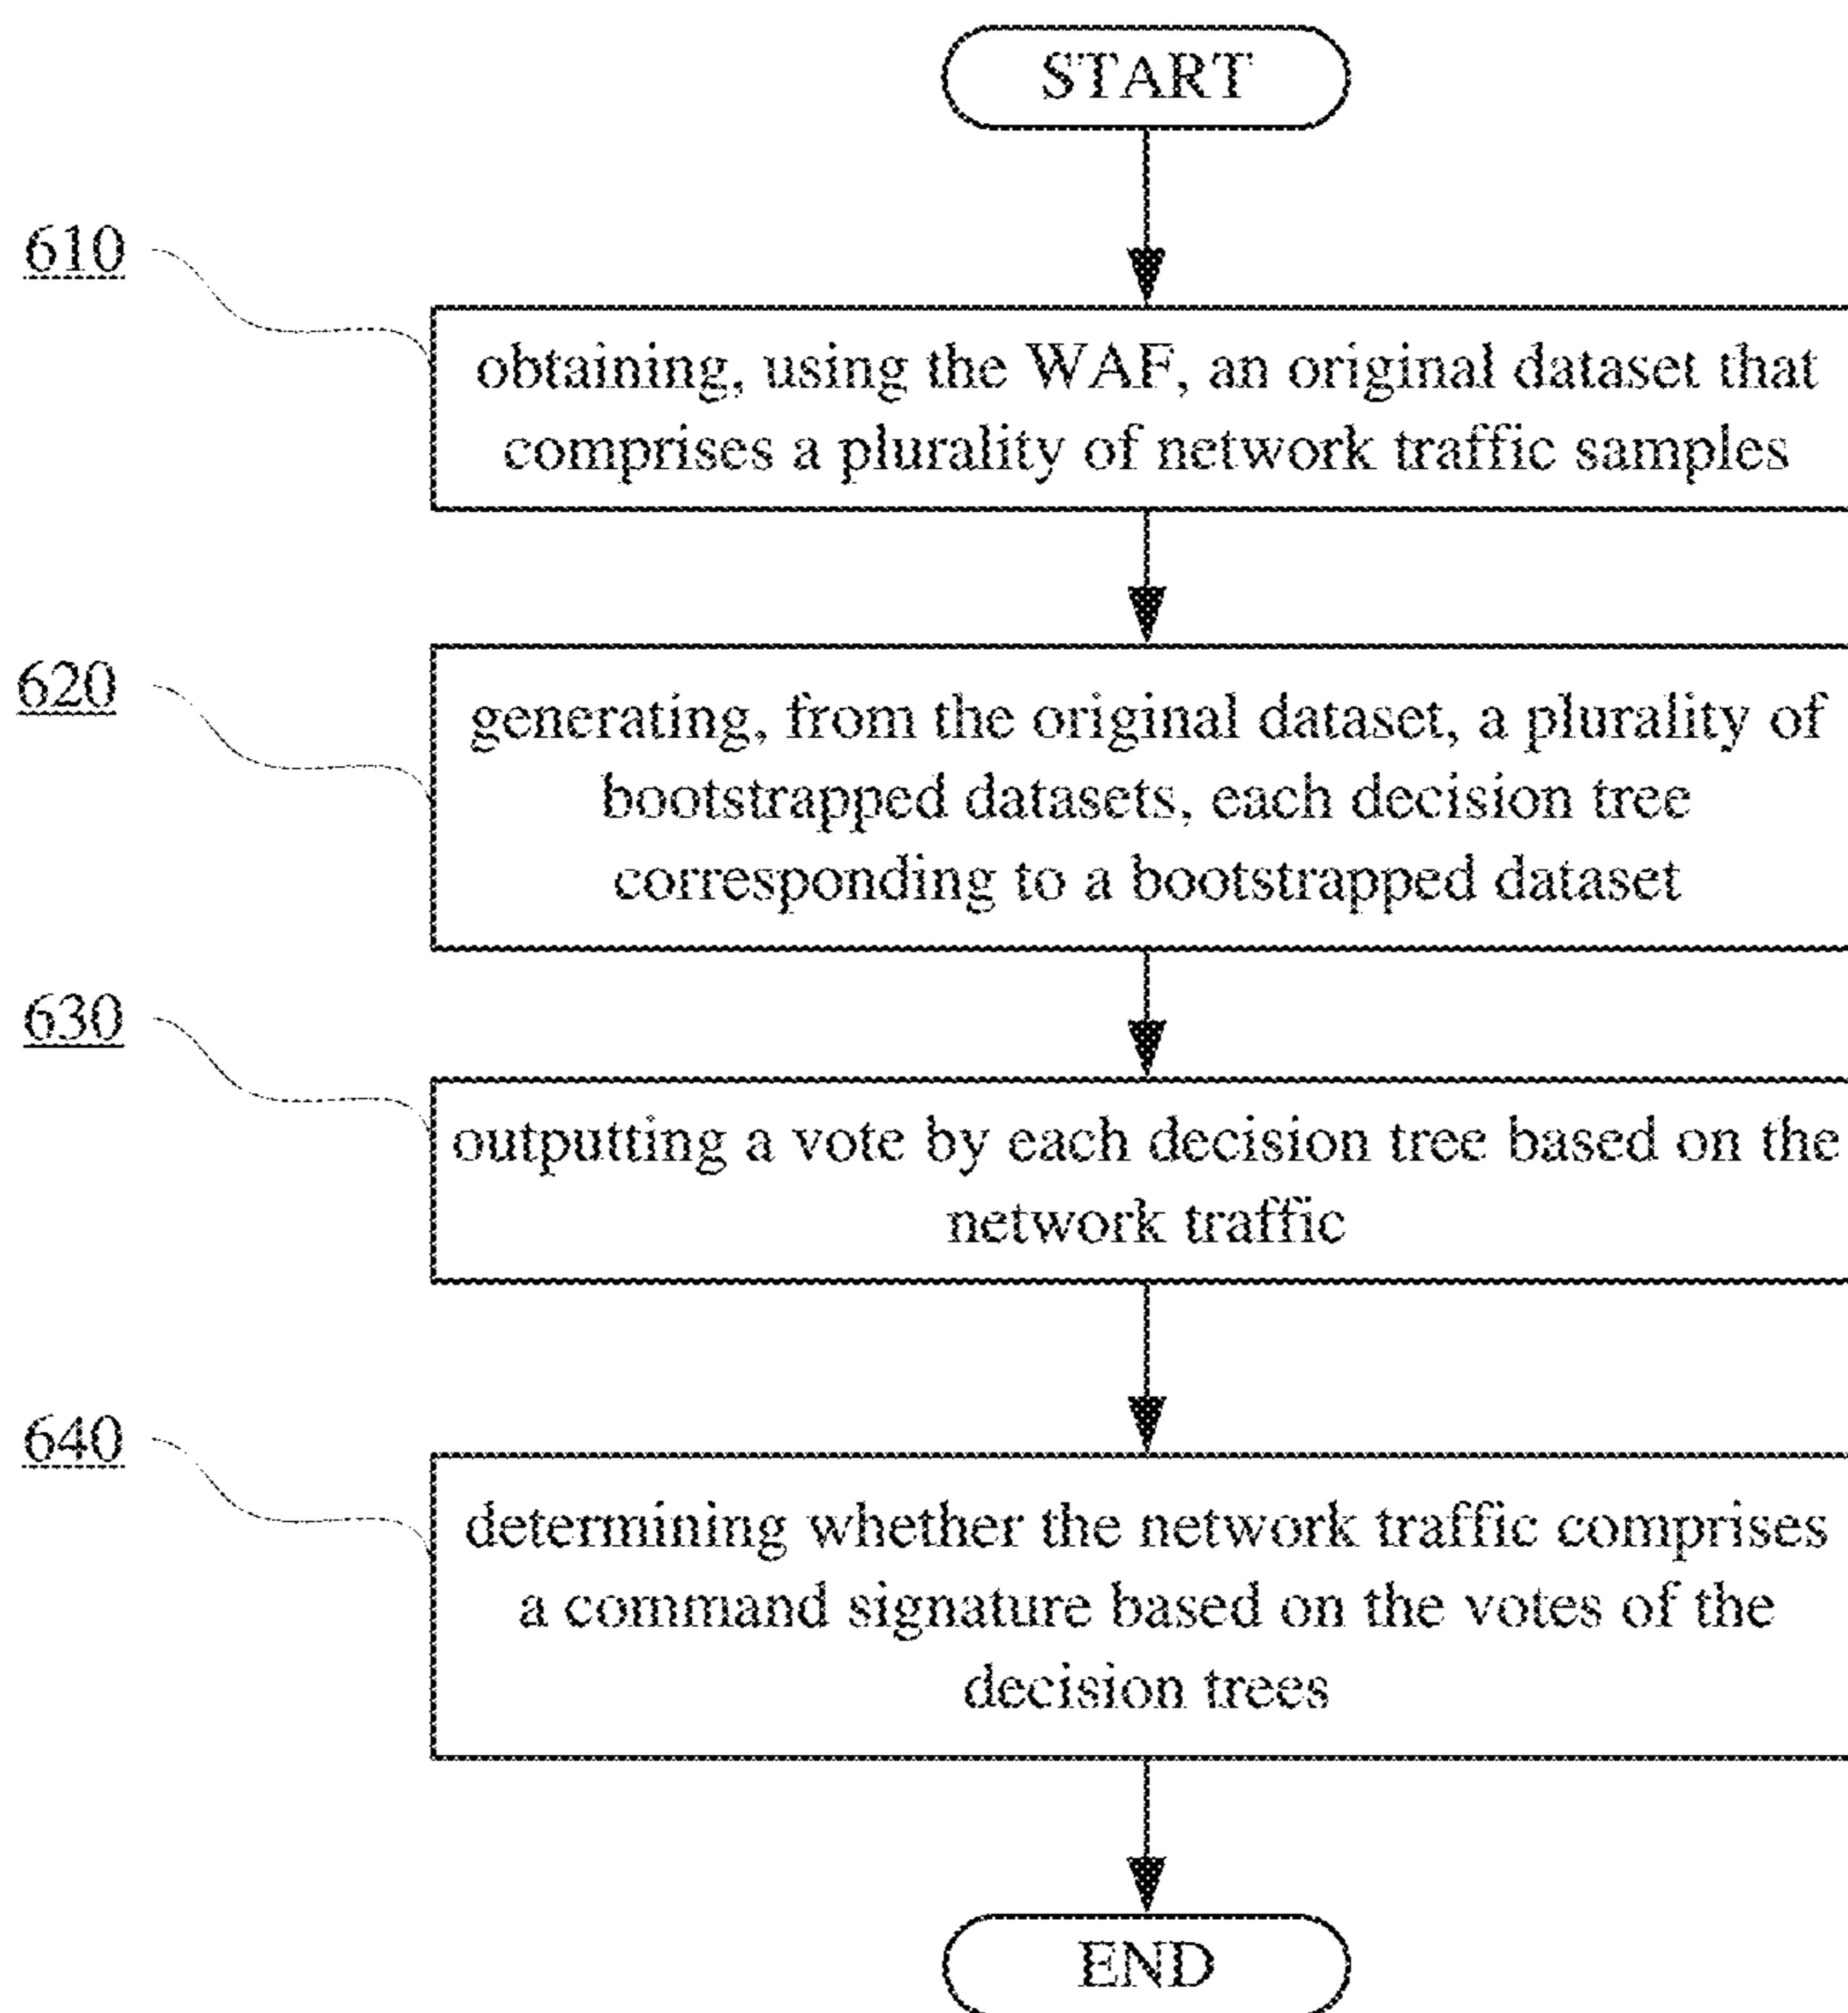 START
610
obtaining, using the WAF, an original dataset that
comprises a plurality of network traffic samples
620
generating, from the original dataset, a plurality of
bootstrapped datasets, each decision tree
corresponding to a bootstrapped dataset
630
outputting a vote by each decision tree based on the
network traffic
640
determining whether the network traffic comprises
a command signature based on the votes of the
decision trees
END